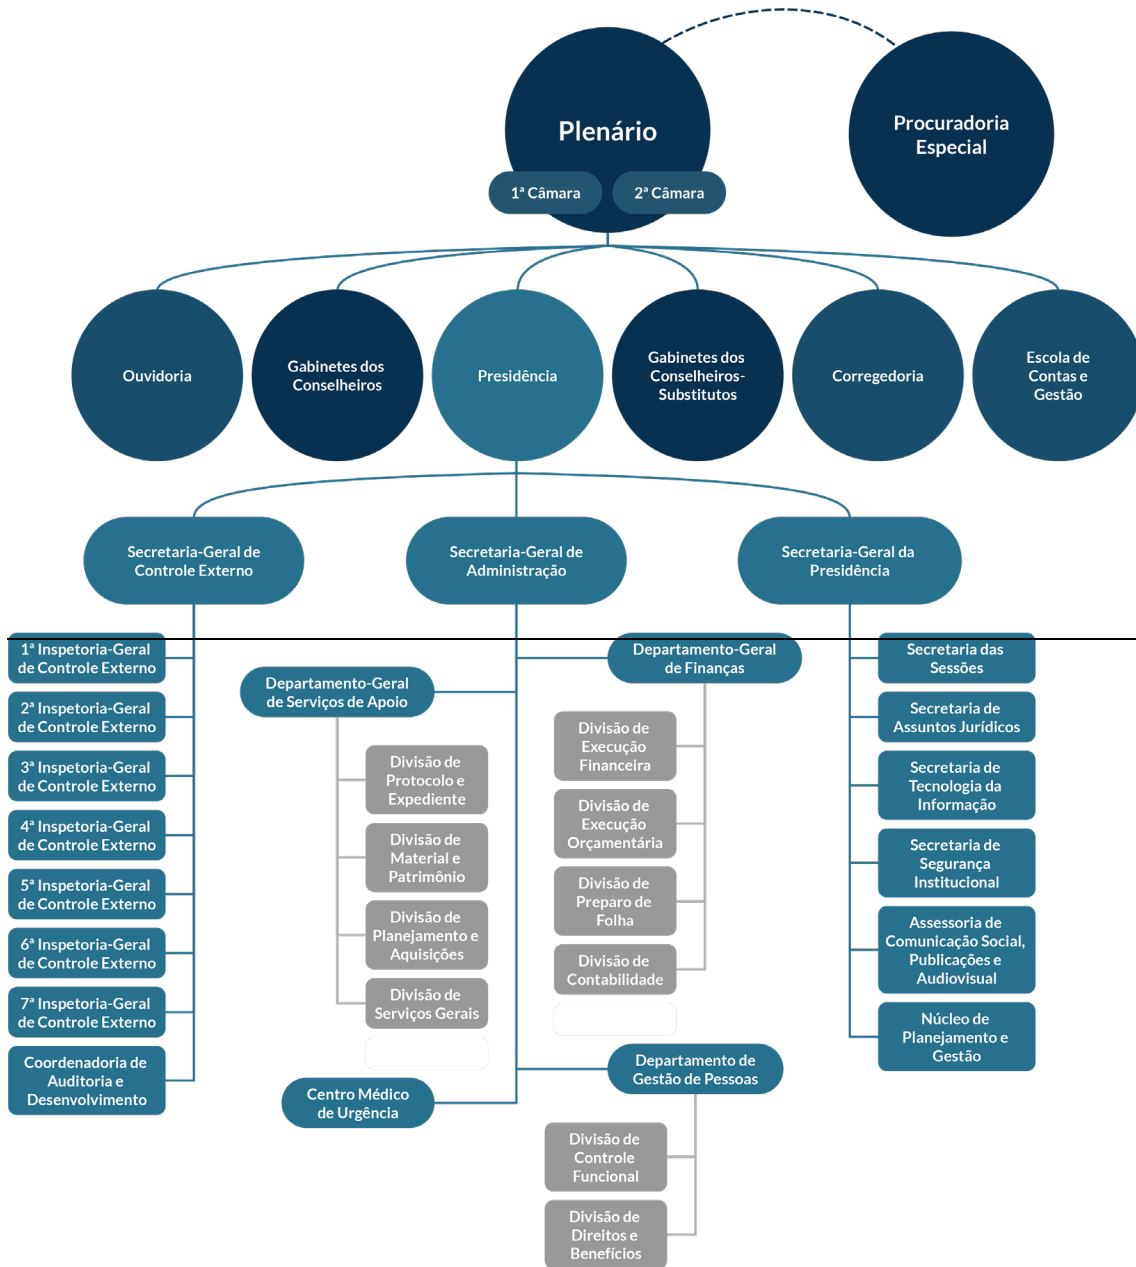 Plenário
1ª Câmara
2ª Câmara
Procuradoria
Especial
Ouvidoria
Gabinetes dos
Conselheiros
Presidência
Gabinetes dos
Conselheiros-
Substitutos
Corregedoria
Escola de
Contas e
Gestão
Secretaria-Geral de
Controle Externo
Secretaria-Geral de
Administração
Secretaria-Geral da
Presidência
1ª Inspetoria-Geral
de Controle Externo
2ª Inspetoria-Geral
de Controle Externo
3ª Inspetoria-Geral
de Controle Externo
4ª Inspetoria-Geral
de Controle Externo
5ª Inspetoria-Geral
de Controle Externo
6ª Inspetoria-Geral
de Controle Externo
7ª Inspetoria-Geral
de Controle Externo
Coordenadoria de
Auditoria e
Desenvolvimento
Departamento-Geral
de Serviços de Apoio
Divisão de
Protocolo e
Expediente
Divisão de
Material e
Patrimônio
Divisão de
Planejamento e
Aquisições
Divisão de
Serviços Gerais
Centro Médico
de Urgência
Departamento-Geral
de Finanças
Divisão de
Execução
Financeira
Divisão de
Execução
Orçamentária
Divisão de
Preparo de
Folha
Divisão de
Contabilidade
Departamento de
Gestão de Pessoas
Divisão de
Controle
Funcional
Divisão de
Direitos e
Benefícios
Secretaria das
Sessões
Secretaria de
Assuntos Jurídicos
Secretaria de
Tecnologia da
Informação
Secretaria de
Segurança
Institucional
Assessoria de
Comunicação Social,
Publicações e
Audiovisual
Núcleo de
Planejamento e
Gestão